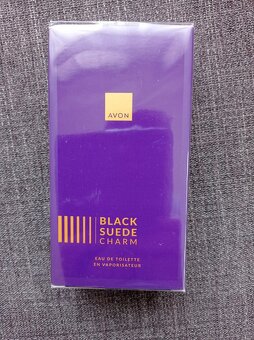 AVON
BLACK
SUEDE
CHARM
EAU DE TOILETTE
EN VAPORISATEUR